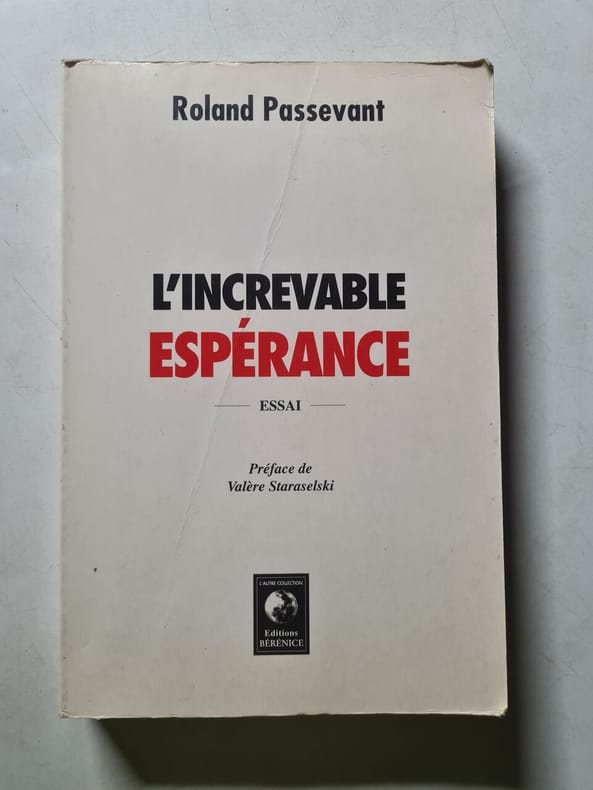 Roland Passevant
L'INCREVABLE
ESPÉRANCE
ESSAI
Préface de
Valère Staraselski
L'AUTRE COLLECTION
Editions
BÉRÉNICE